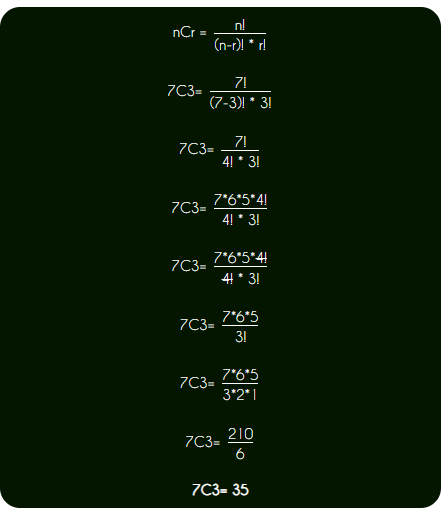 nCr = n!
(n-r)! * r!
7C3= 7!
(7-3)! * 3!
7C3= 7!
4! * 3!
7C3= 7*6*5*4!
4! * 3!
7C3= 7*6*5*4!
4! * 3!
7C3= 7*6*5
3!
7C3= 7*6*5
3*2*1
7C3= 210
6
7C3= 35